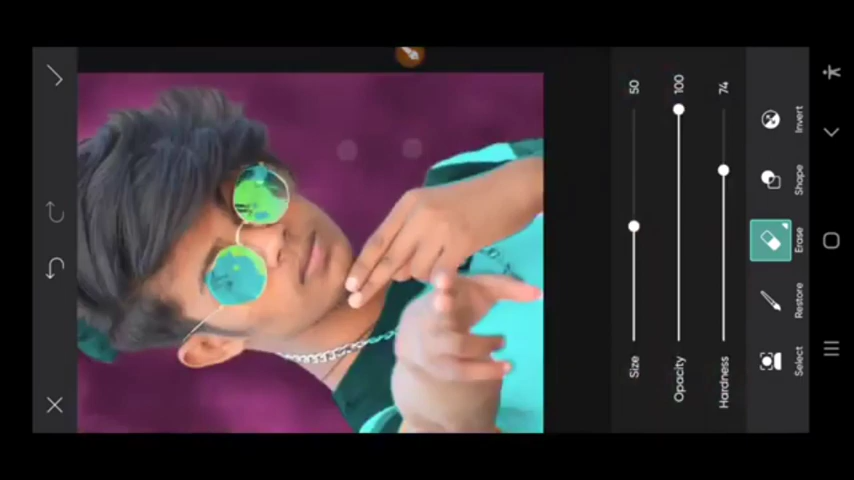 Size 50
Opacity 100
Hardness 74
Select
Restore
Erase
Shape
Invert